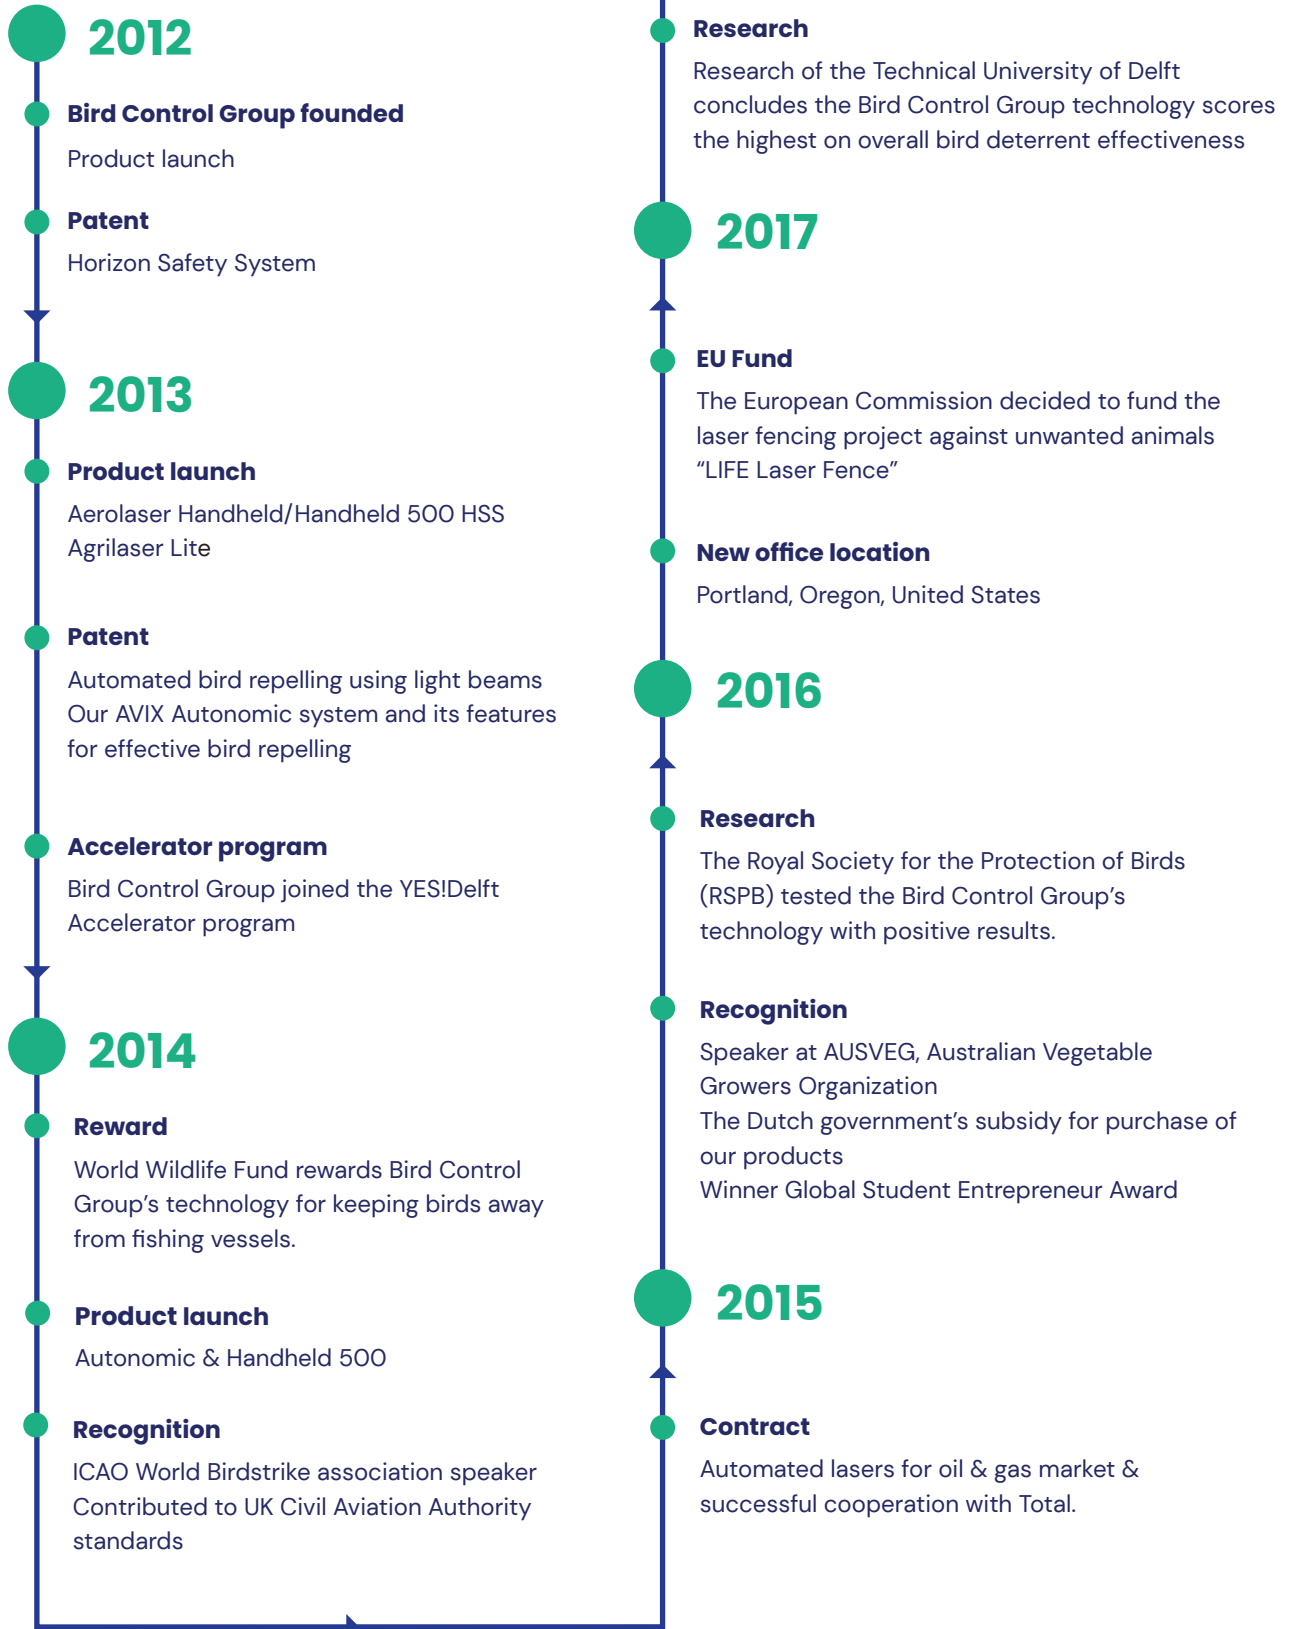 2012
Bird Control Group founded
Product launch
Patent
Horizon Safety System
2013
Product launch
Aerolaser Handheld/Handheld 500 HSS
Agrilaser Lite
Patent
Automated bird repelling using light beams
Our AVIX Autonomic system and its features
for effective bird repelling
Accelerator program
Bird Control Group joined the YES!Delft
Accelerator program
2014
Reward
World Wildlife Fund rewards Bird Control
Group’s technology for keeping birds away
from fishing vessels.
Product launch
Autonomic & Handheld 500
Recognition
ICAO World Birdstrike association speaker
Contributed to UK Civil Aviation Authority
standards
Research
Research of the Technical University of Delft
concludes the Bird Control Group technology scores
the highest on overall bird deterrent effectiveness
2017
EU Fund
The European Commission decided to fund the
laser fencing project against unwanted animals
“LIFE Laser Fence”
New office location
Portland, Oregon, United States
2016
Research
The Royal Society for the Protection of Birds
(RSPB) tested the Bird Control Group’s
technology with positive results.
Recognition
Speaker at AUSVEG, Australian Vegetable
Growers Organization
The Dutch government’s subsidy for purchase of
our products
Winner Global Student Entrepreneur Award
2015
Contract
Automated lasers for oil & gas market &
successful cooperation with Total.